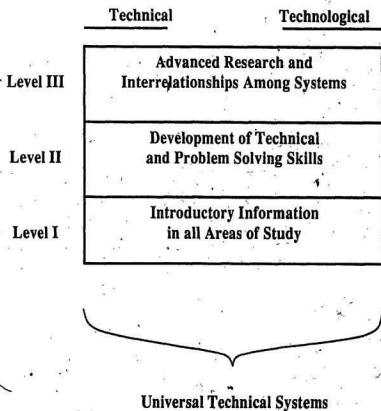 Technical Technological
Level III
Advanced Research and
Interrelationships Among Systems
Level II
Development of Technical
and Problem Solving Skills
Level I
Introductory Information
in all Areas of Study
Universal Technical Systems